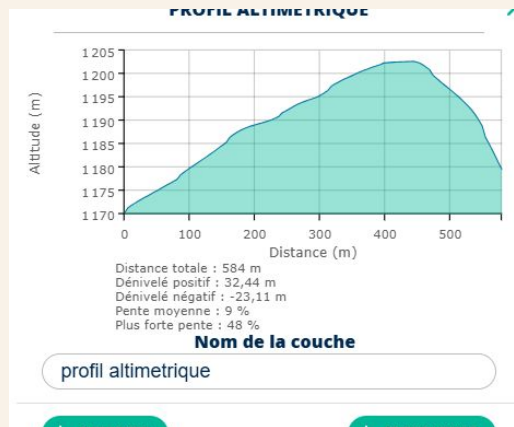 PROFIL ALTIMÉTRIQUE
Altitude (m)
1 205
1 200
1 195
1 190
1 185
1 180
1 175
1 170
0 100 200 300 400 500
Distance (m)
Distance totale : 584 m
Dénivelé positif : 32,44 m
Dénivelé négatif : -23,11 m
Pente moyenne : 9 %
Plus forte pente : 48 %
Nom de la couche
profil altimetrique